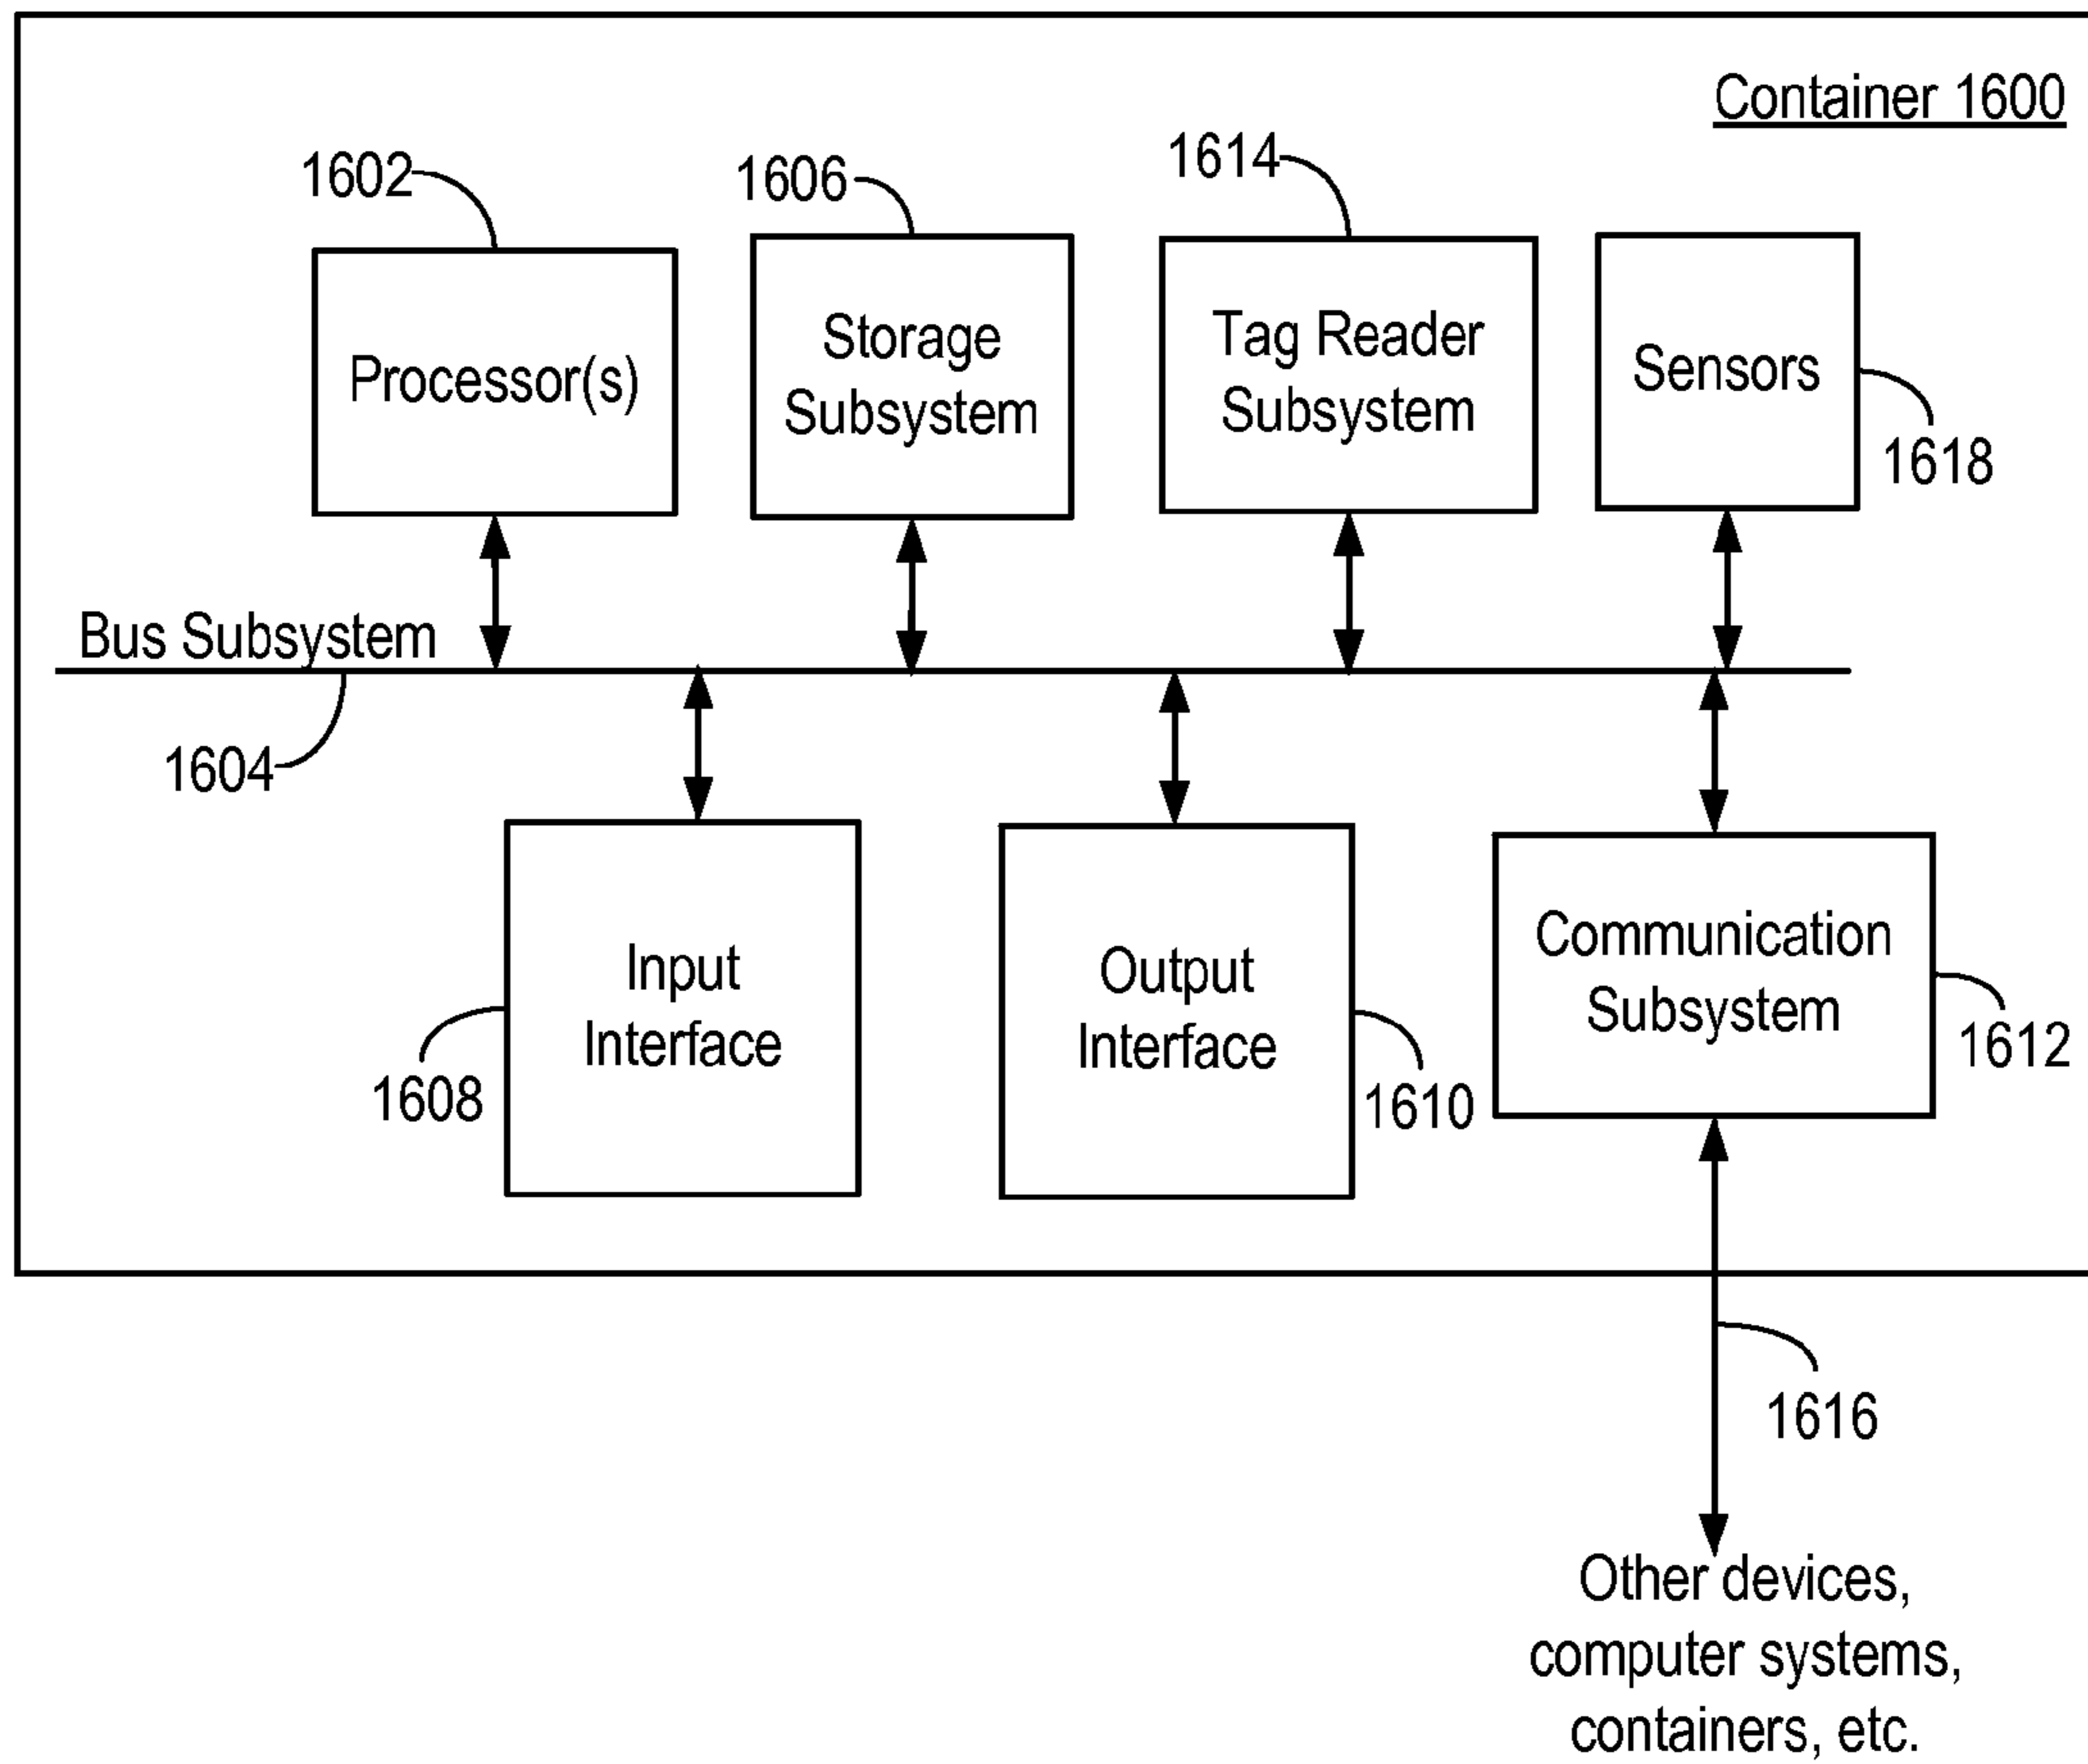 Container 1600
1602
1606
1614
Processor(s)
Storage
Subsystem
Tag Reader
Subsystem
Sensors
1618
Bus Subsystem
1604
Input
Interface
1608
Output
Interface
1610
Communication
Subsystem
1612
1616
Other devices,
computer systems,
containers, etc.